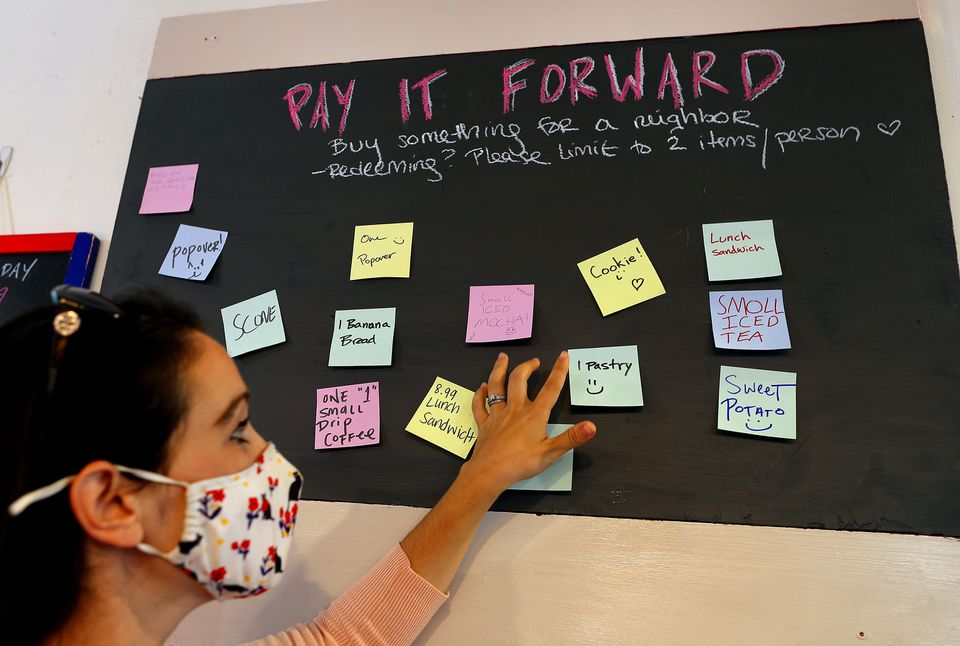 PAY IT FORWARD
Buy something for a neighbor
-Redeeming? Please limit to 2 items/person ♡
popover!
One
Popover
Cookie!
Lunch
Sandwich
SCONE
1 Banana
Bread
Small
ICED
MOCHA!
SMOLL
ICED
TEA
ONE "1"
Small
Drip
Coffee
8.99
Lunch
Sandwich
1 Pastry
Sweet
Potato
DAY